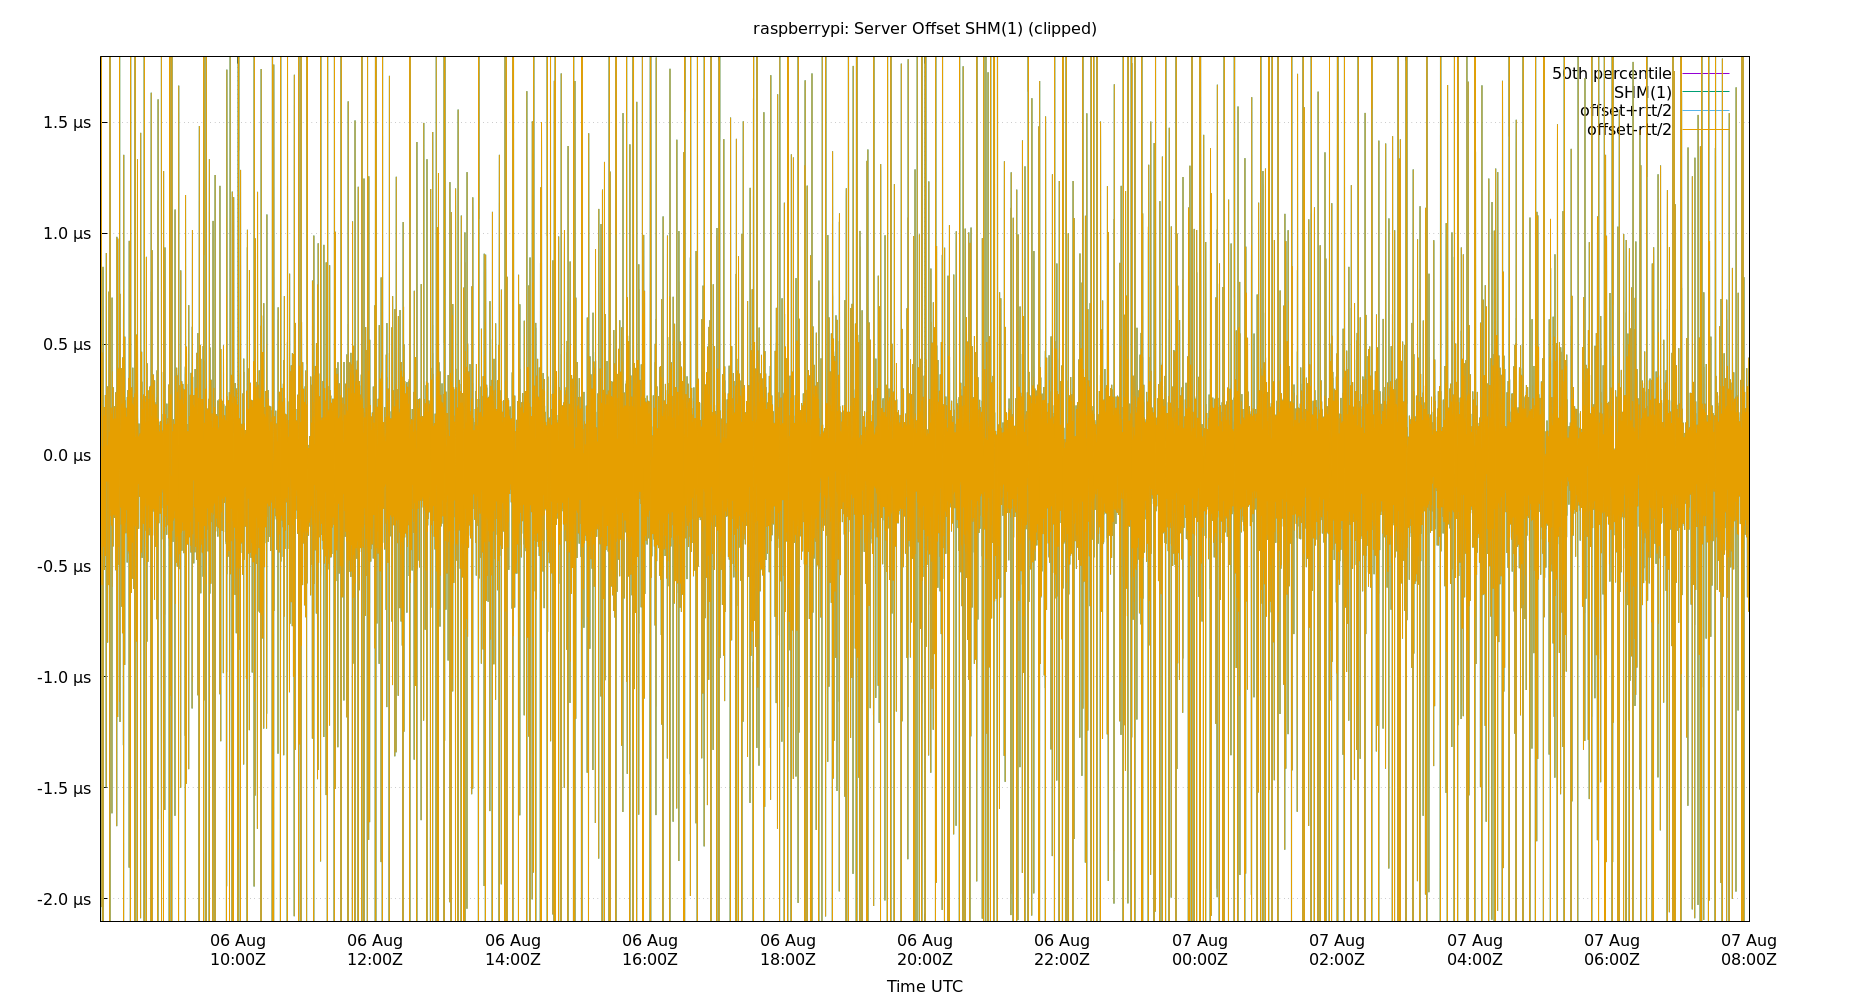 raspberrypi: Server Offset SHM(1) (clipped)
50th percentile
SHM(1)
offset+rtt/2
offset-rtt/2
1.5 µs
1.0 µs
0.5 µs
0.0 µs
-0.5 µs
-1.0 µs
-1.5 µs
-2.0 µs
06 Aug 06 Aug 06 Aug 06 Aug 06 Aug 06 Aug 06 Aug 07 Aug 07 Aug 07 Aug 07 Aug 07 Aug
10:00Z 12:00Z 14:00Z 16:00Z 18:00Z 20:00Z 22:00Z 00:00Z 02:00Z 04:00Z 06:00Z 08:00Z
Time UTC